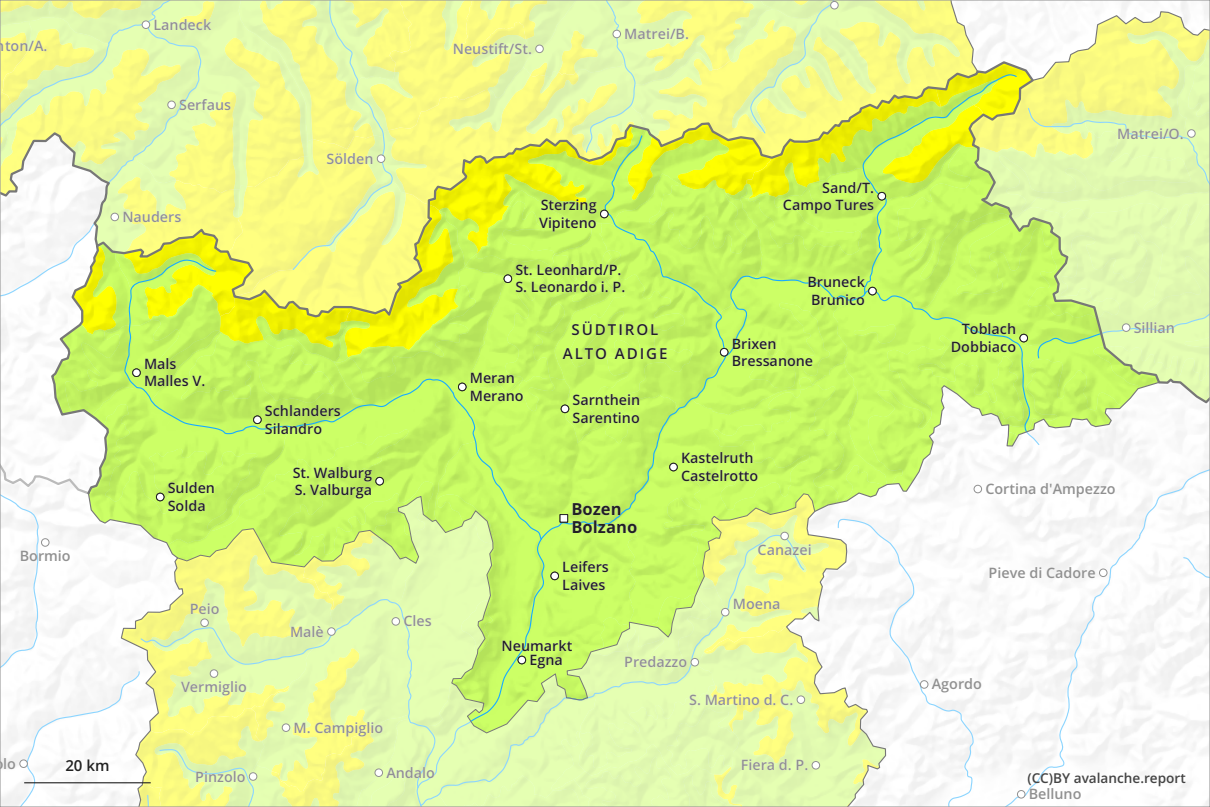 Landeck
Matrei/B.
Neustift/St.
nton/A.
Serfaus
Matrei/O.
Sölden
Sand/T.
Campo Tures
Sterzing
Vipiteno
Nauders
St. Leonhard/P.
S. Leonardo i. P.
Bruneck
Brunico
SÜDTIROL
ALTO ADIGE
Toblach
Dobbiaco
Sillian
Brixen
Bressanone
Mals
Malles V.
Meran
Merano
Sarnthein
Sarentino
Schlanders
Silandro
Kastelruth
Castelrotto
St. Walburg
S. Valburga
Sulden
Solda
Cortina d'Ampezzo
Bozen
Bolzano
Bormio
Canazei
Leifers
Laives
Pieve di Cadore
Peio
Moena
Cles
Malè
Neumarkt
Egna
Predazzo
Vermiglio
Agordo
S. Martino d. C.
M. Campiglio
olo
20 km
Pinzolo
Andalo
Fiera d. P.
(CC)BY avalanche.report
Belluno